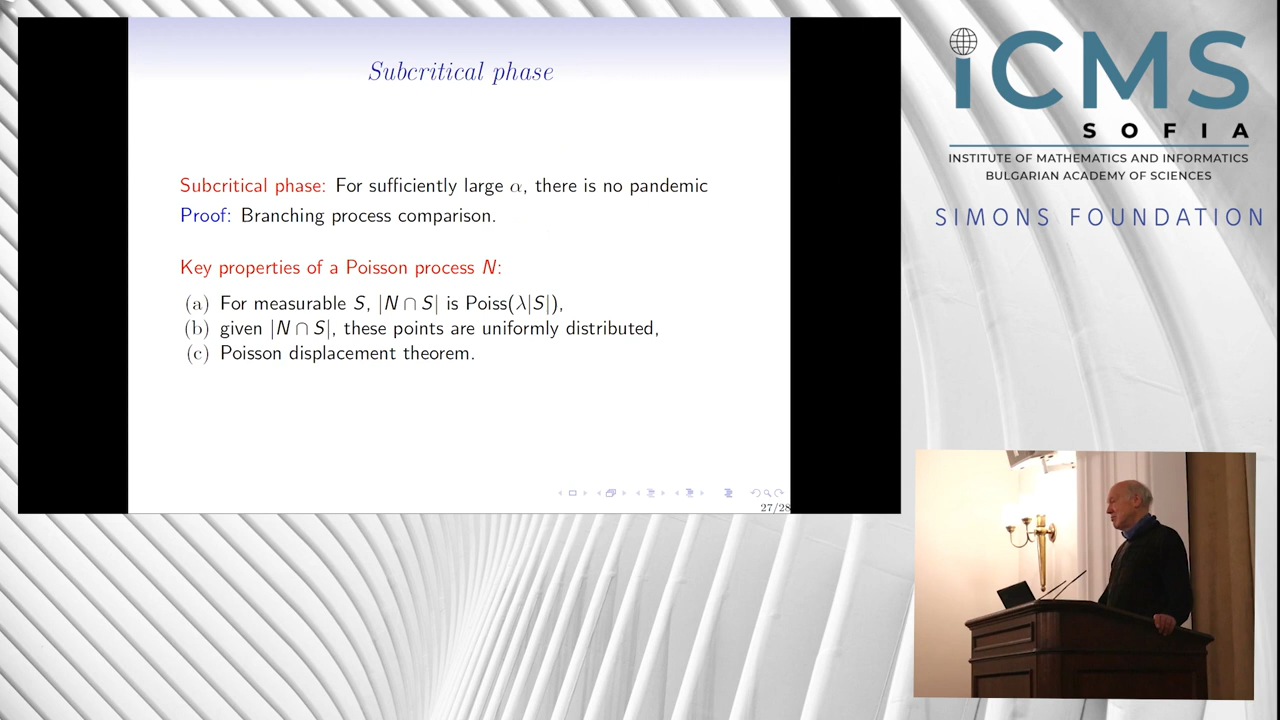 Subcritical phase
Subcritical phase: For sufficiently large α, there is no pandemic
Proof: Branching process comparison.
Key properties of a Poisson process N:
(a) For measurable S, |N ∩ S| is Poiss(λ|S|),
(b) given |N ∩ S|, these points are uniformly distributed,
(c) Poisson displacement theorem.
27/28
iCMS
SOFIA
INSTITUTE OF MATHEMATICS AND INFORMATICS
BULGARIAN ACADEMY OF SCIENCES
SIMONS FOUNDATION